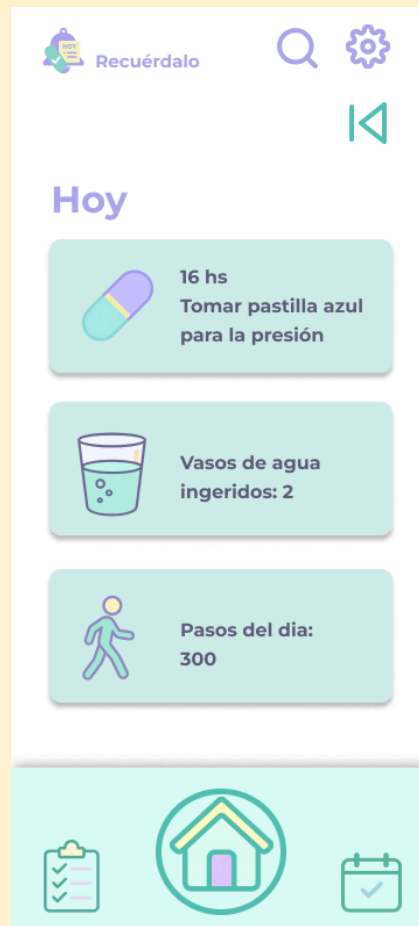 HOY
Recuérdalo
Hoy
16 hs
Tomar pastilla azul
para la presión
Vasos de agua
ingeridos: 2
Pasos del dia:
300